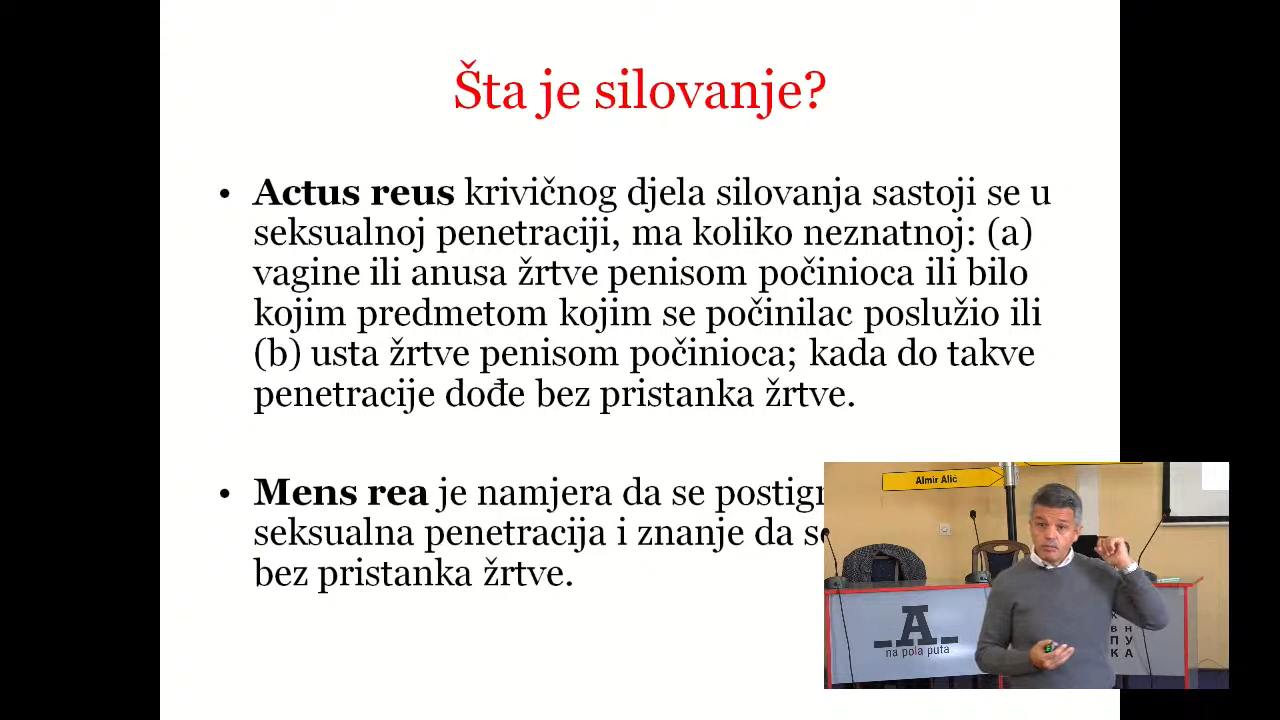 Šta je silovanje?
• Actus reus krivičnog djela silovanja sastoji se u
seksualnoj penetraciji, ma koliko neznatnoj: (a)
vagine ili anusa žrtve penisom počinioca ili bilo
kojim predmetom kojim se počinilac poslužio ili
(b) usta žrtve penisom počinioca; kada do takve
penetracije dođe bez pristanka žrtve.
• Mens rea je namjera da se
seksualna penetracija i znanje da
bez pristanka žrtve.
Almir Alić
_A_
na pola puta